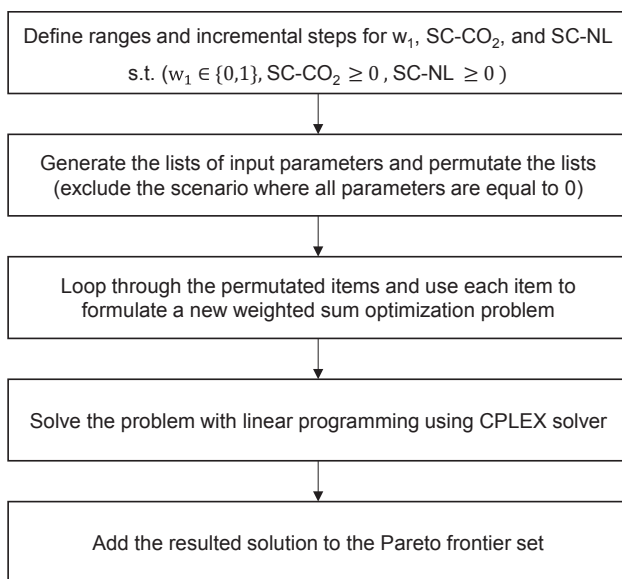 Define ranges and incremental steps for w₁, SC-CO₂, and SC-NL
s.t. (w₁ ∈ {0,1}, SC-CO₂ ≥ 0 , SC-NL ≥ 0 )
Generate the lists of input parameters and permutate the lists
(exclude the scenario where all parameters are equal to 0)
Loop through the permutated items and use each item to
formulate a new weighted sum optimization problem
Solve the problem with linear programming using CPLEX solver
Add the resulted solution to the Pareto frontier set